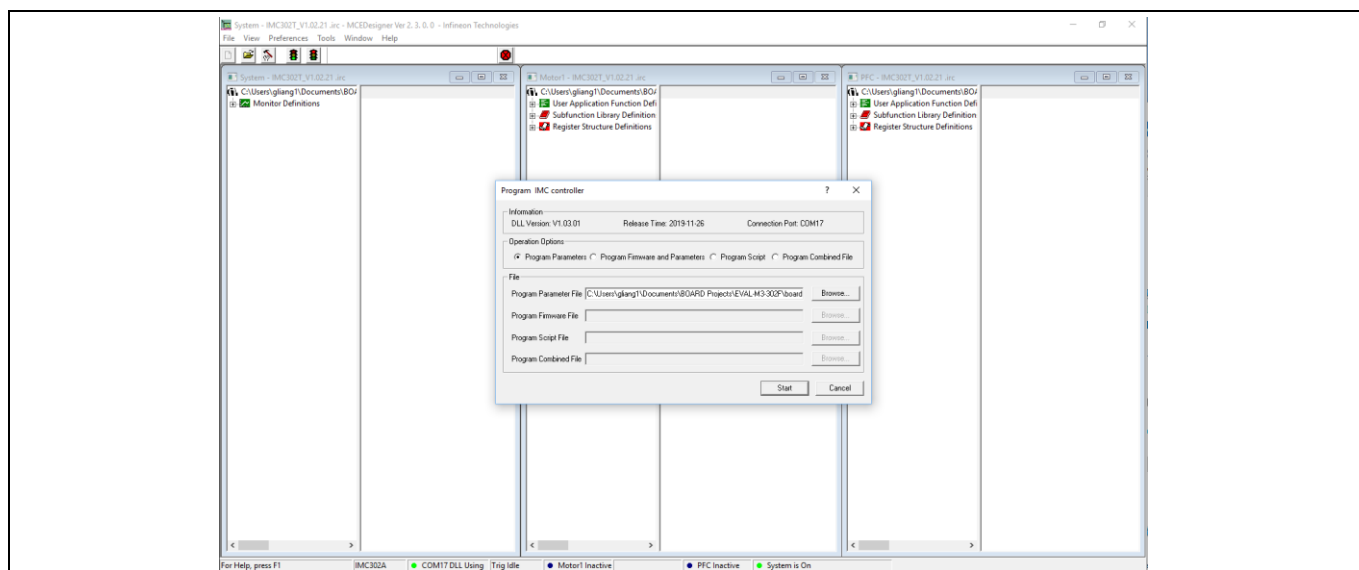 System - IMC302T_V1.02.21 .irc - MCEDesigner Ver 2. 3. 0. 0 - Infineon Technologies
File View Preferences Tools Window Help
System - IMC302T_V1.02.21 .irc
C:\Users\gliang1\Documents\BOA
Monitor Definitions
Motor1 - IMC302T_V1.02.21 .irc
C:\Users\gliang1\Documents\BOA
User Application Function Defi
Subfunction Library Definition
Register Structure Definitions
PFC - IMC302T_V1.02.21 .irc
C:\Users\gliang1\Documents\BOA
User Application Function Defi
Subfunction Library Definition
Register Structure Definitions
Program IMC controller
Information
DLL Version: V1.03.01 Release Time: 2019-11-26 Connection Port: COM17
Operation Options
Program Parameters Program Firmware and Parameters Program Script Program Combined File
File
Program Parameter File C:\Users\gliang1\Documents\BOARD Projects\EVAL-M3-302F\board Browse...
Program Firmware File Browse...
Program Script File Browse...
Program Combined File Browse...
Start Cancel
For Help, press F1 IMC302A COM17 DLL Using Trig Idle Motor1 Inactive PFC Inactive System is On